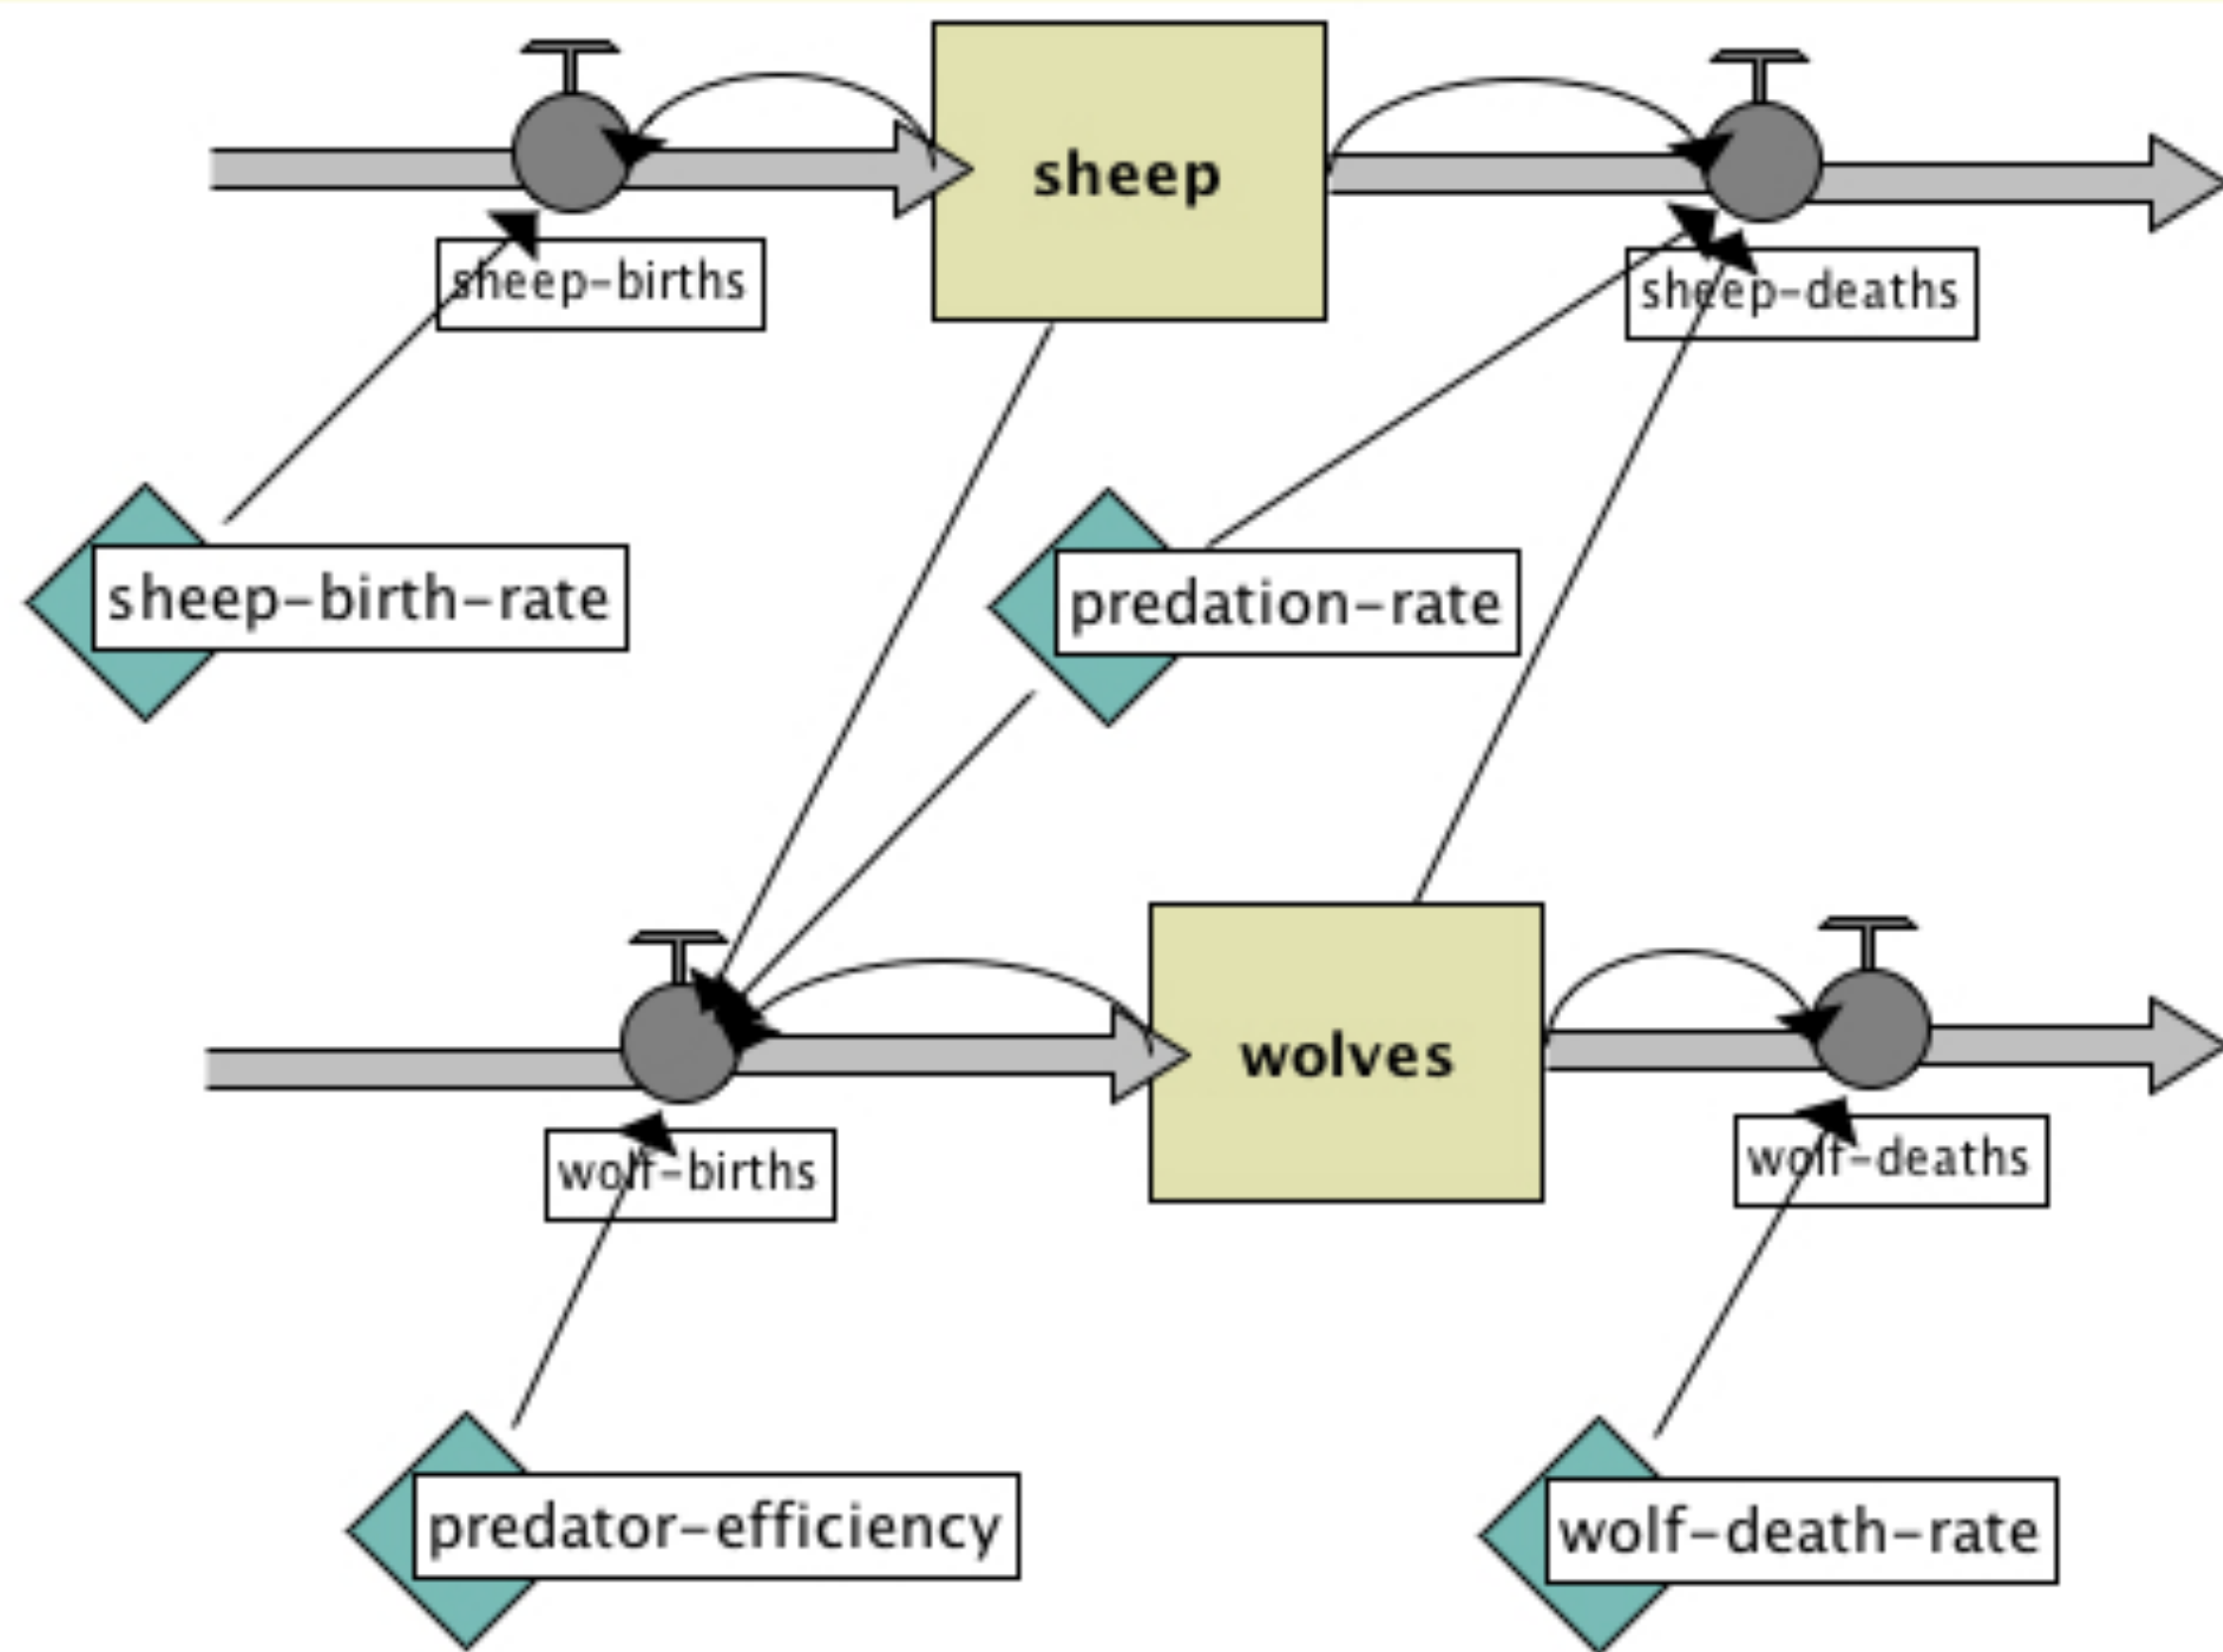 sheep
sheep-births
sheep-deaths
sheep-birth-rate
predation-rate
wolves
wolf-births
wolf-deaths
predator-efficiency
wolf-death-rate